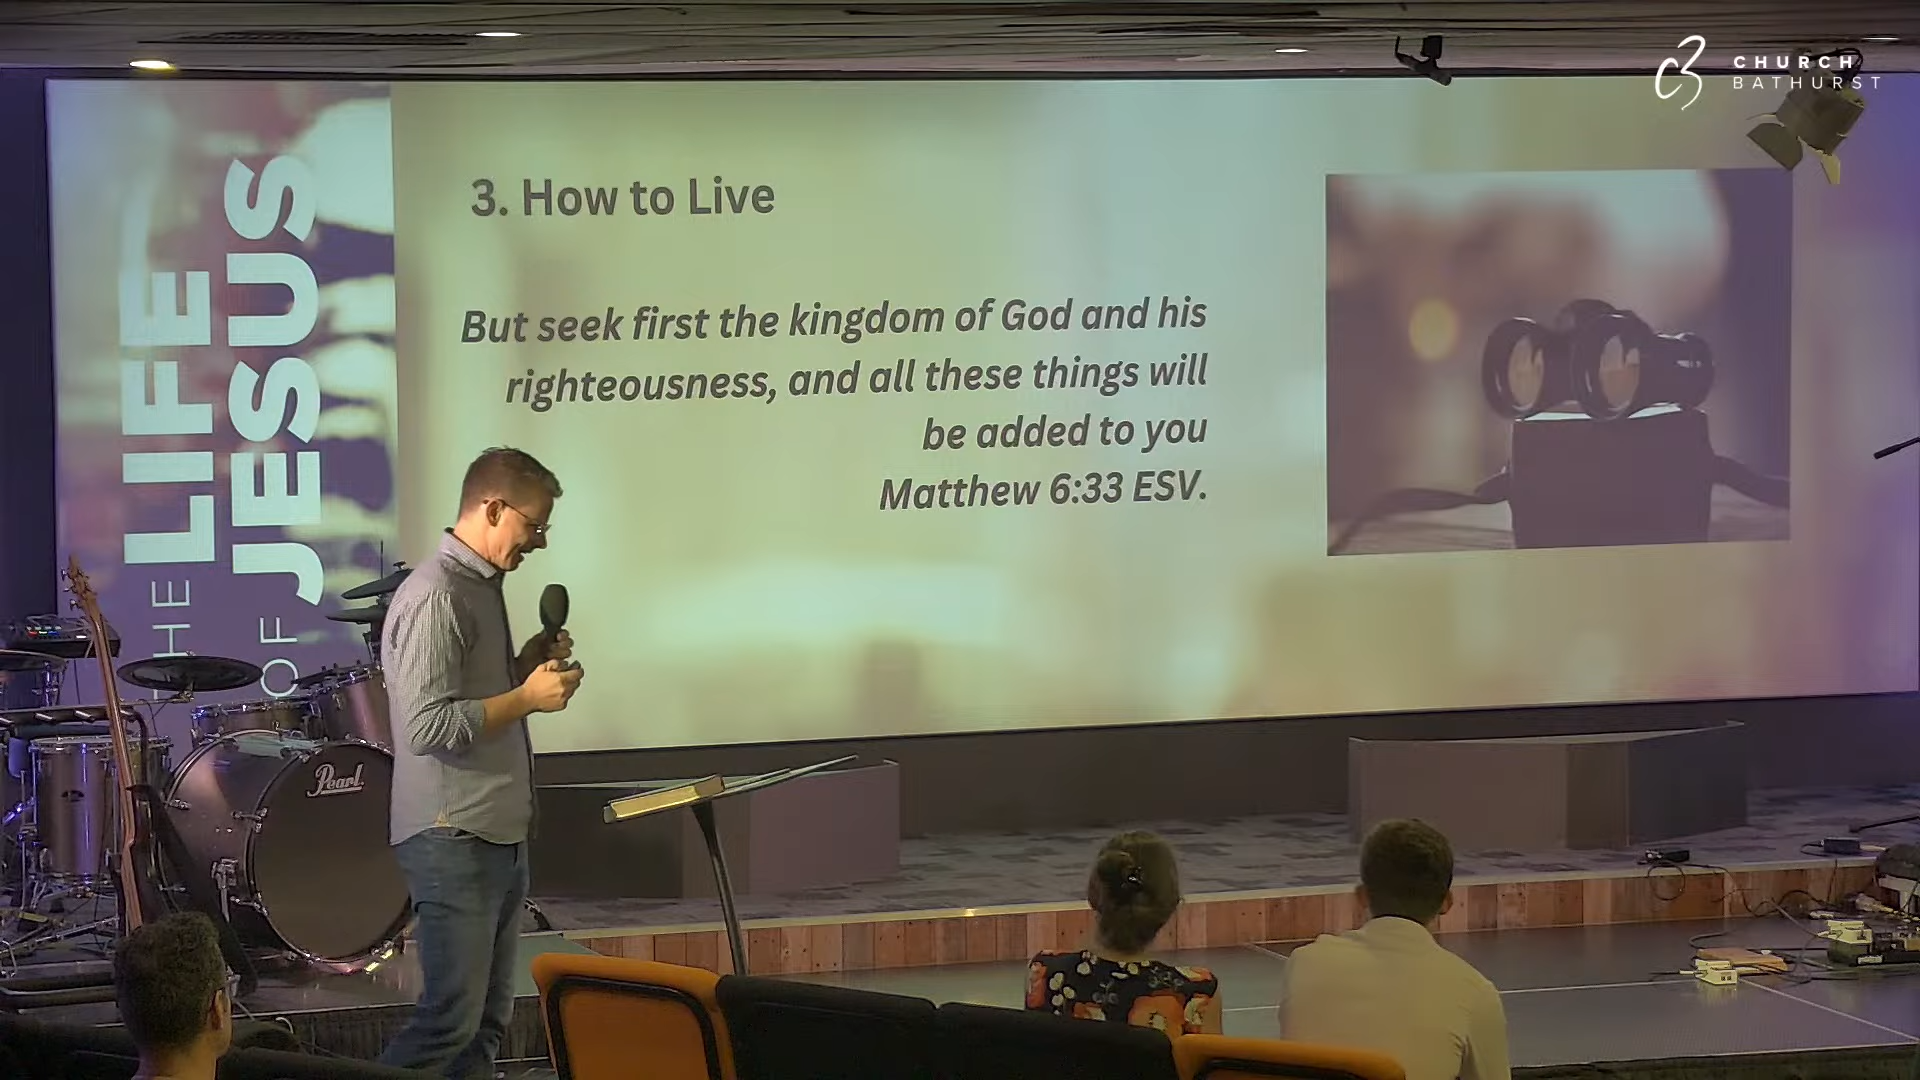 CHURCH
BATHURST
THE LIFE
OF JESUS
3. How to Live
But seek first the kingdom of God and his
righteousness, and all these things will
be added to you
Matthew 6:33 ESV.
Pearl